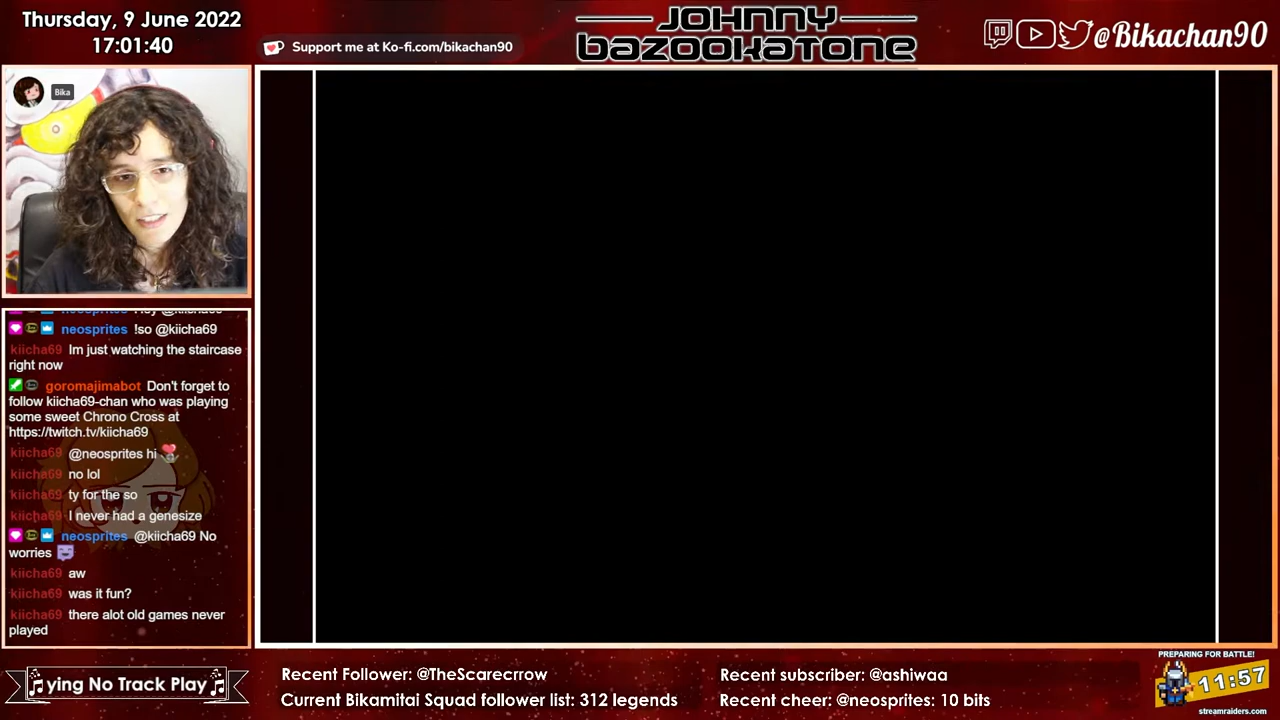 Thursday, 9 June 2022
17:01:40
Support me at Ko-fi.com/bikachan90
JOHNNY
BAZOOKATONE
@Bikachan90
Bika
neosprites !so @kiicha69
kiicha69 Im just watching the staircase
right now
goromajimabot Don't forget to
follow kiicha69-chan who was playing
some sweet Chrono Cross at
https://twitch.tv/kiicha69
kiicha69 @neosprites hi
kiicha69 no lol
kiicha69 ty for the so
kiicha69 I never had a genesize
neosprites @kiicha69 No
worries
kiicha69 aw
kiicha69 was it fun?
kiicha69 there alot old games never
played
ying No Track Play
Recent Follower: @TheScarecrrow
Current Bikamitai Squad follower list: 312 legends
Recent subscriber: @ashiwaa
Recent cheer: @neosprites: 10 bits
PREPARING FOR BATTLE!
11:57
streamraiders.com